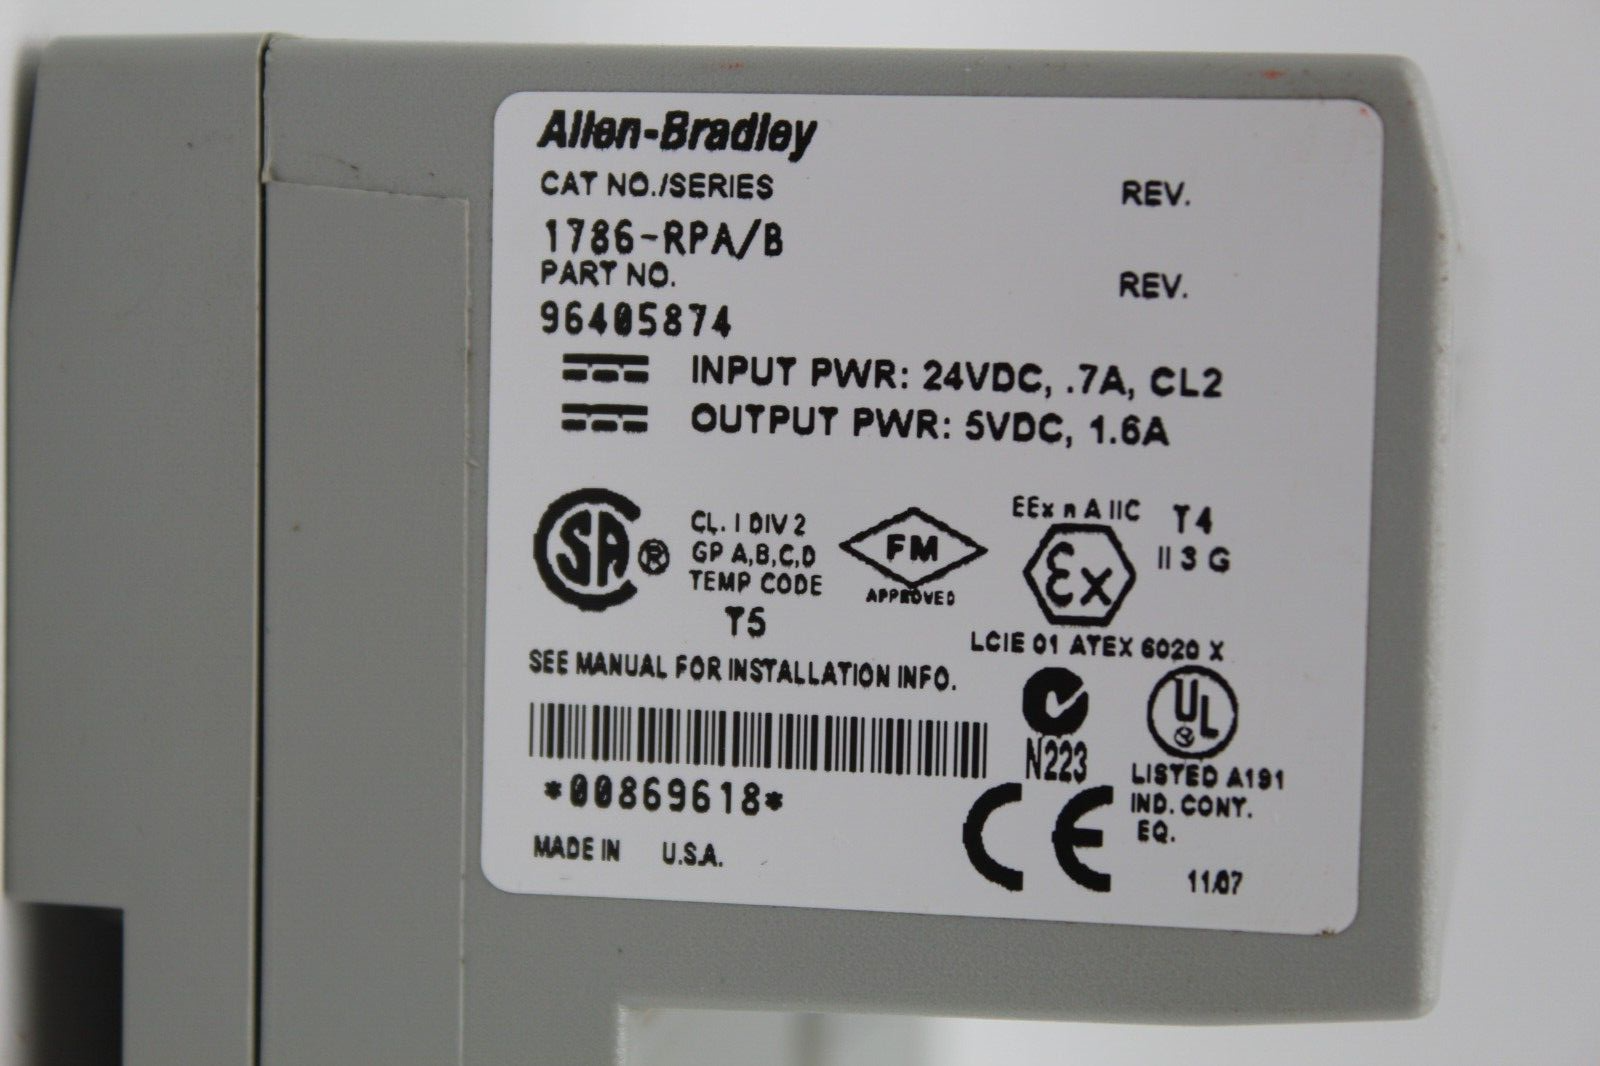 Allen-Bradley
CAT NO./SERIES REV.
1786-RPA/B
PART NO. REV.
96405874
INPUT PWR: 24VDC, .7A, CL2
OUTPUT PWR: 5VDC, 1.6A
SA ®
CL. I DIV 2
GP A,B,C,D
TEMP CODE
T5
FM
APPROVED
EEx n A IIC T4
Ex II 3 G
LCIE 01 ATEX 6020 X
SEE MANUAL FOR INSTALLATION INFO.
N223
UL
LISTED A191
IND. CONT.
EQ.
*00869618*
CE
MADE IN U.S.A.
11/07